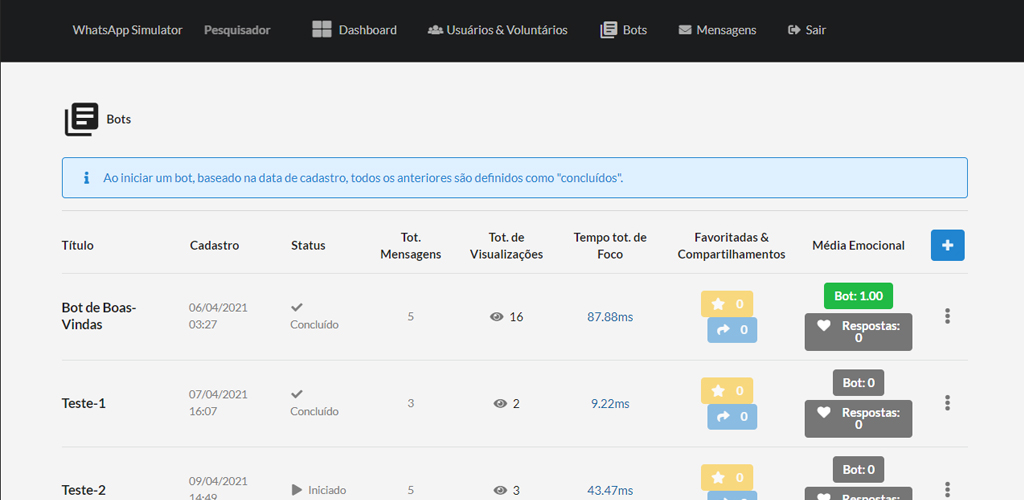 WhatsApp Simulator Pesquisador Dashboard Usuários & Voluntários Bots Mensagens Sair
Bots
Ao iniciar um bot, baseado na data de cadastro, todos os anteriores são definidos como "concluídos".
Título Cadastro Status Tot. Mensagens Tot. de Visualizações Tempo tot. de Foco Favoritadas & Compartilhamentos Média Emocional
Bot de Boas-Vindas 06/04/2021 03:27 Concluído 5 16 87.88ms 0 0 Bot: 1.00 Respostas: 0
Teste-1 07/04/2021 16:07 Concluído 3 2 9.22ms 0 0 Bot: 0 Respostas: 0
Teste-2 09/04/2021 14:49 Iniciado 5 3 43.47ms 0 0 Bot: 0 Respostas: